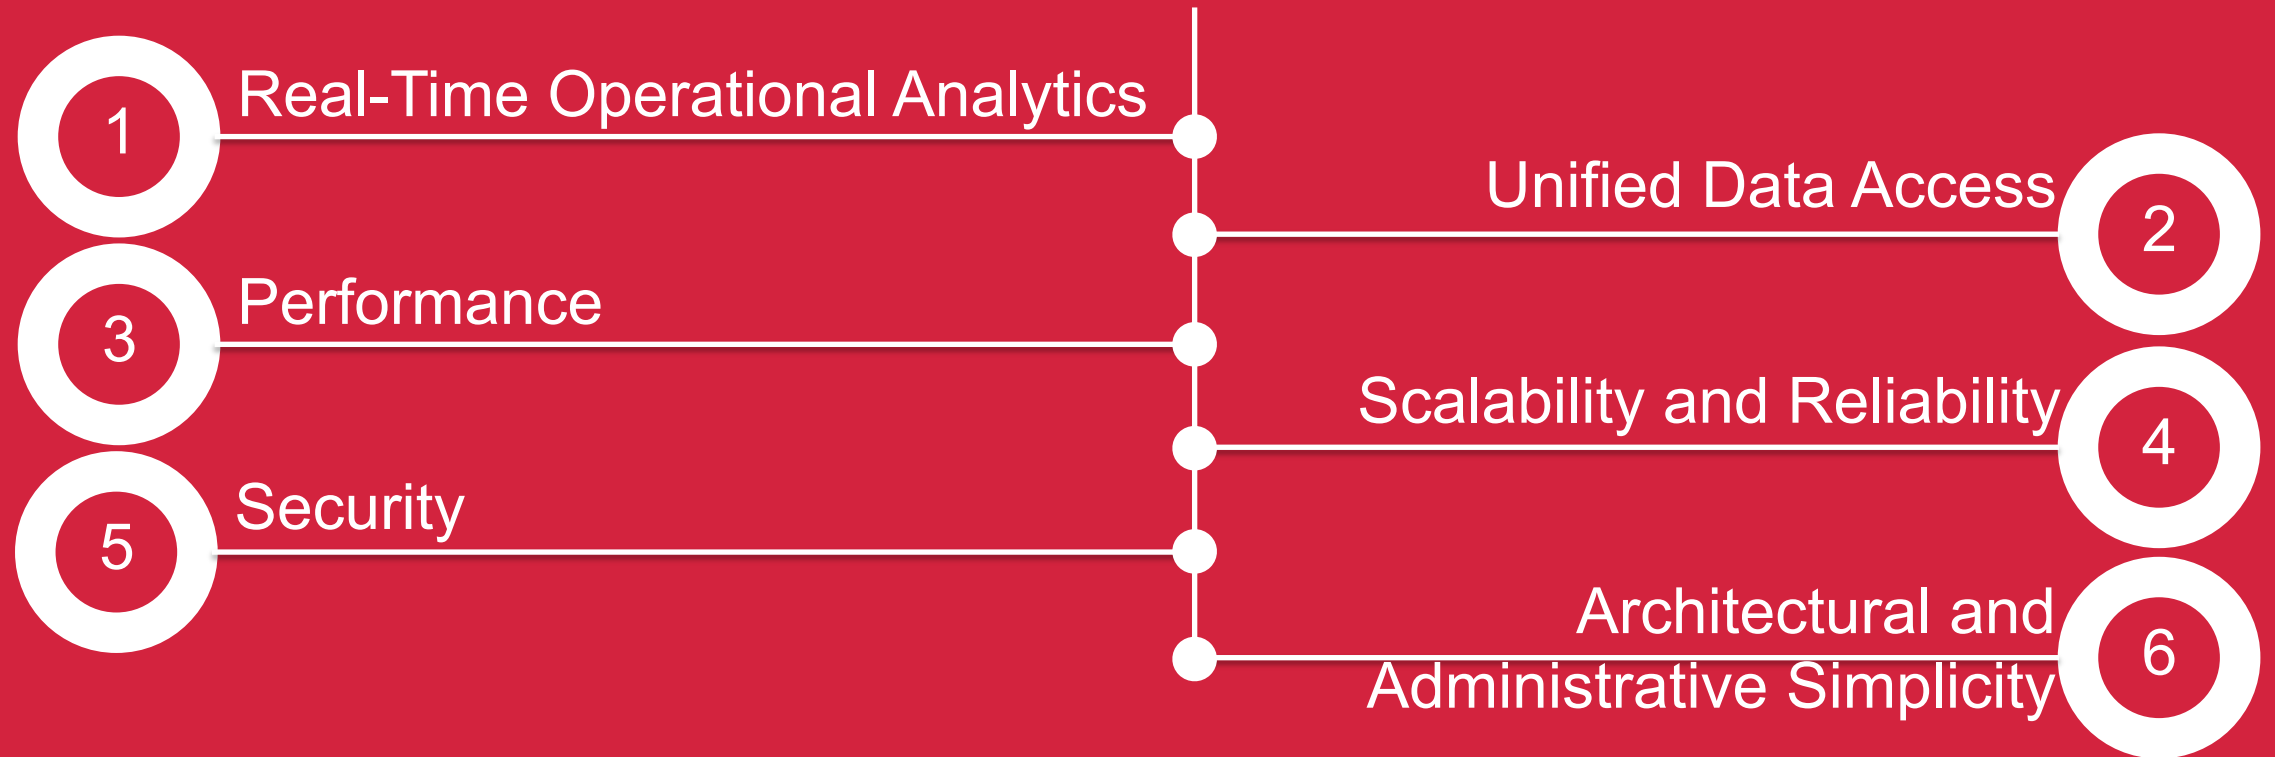 1
Real-Time Operational Analytics
Unified Data Access
2
3
Performance
Scalability and Reliability
4
5
Security
Architectural and
Administrative Simplicity
6